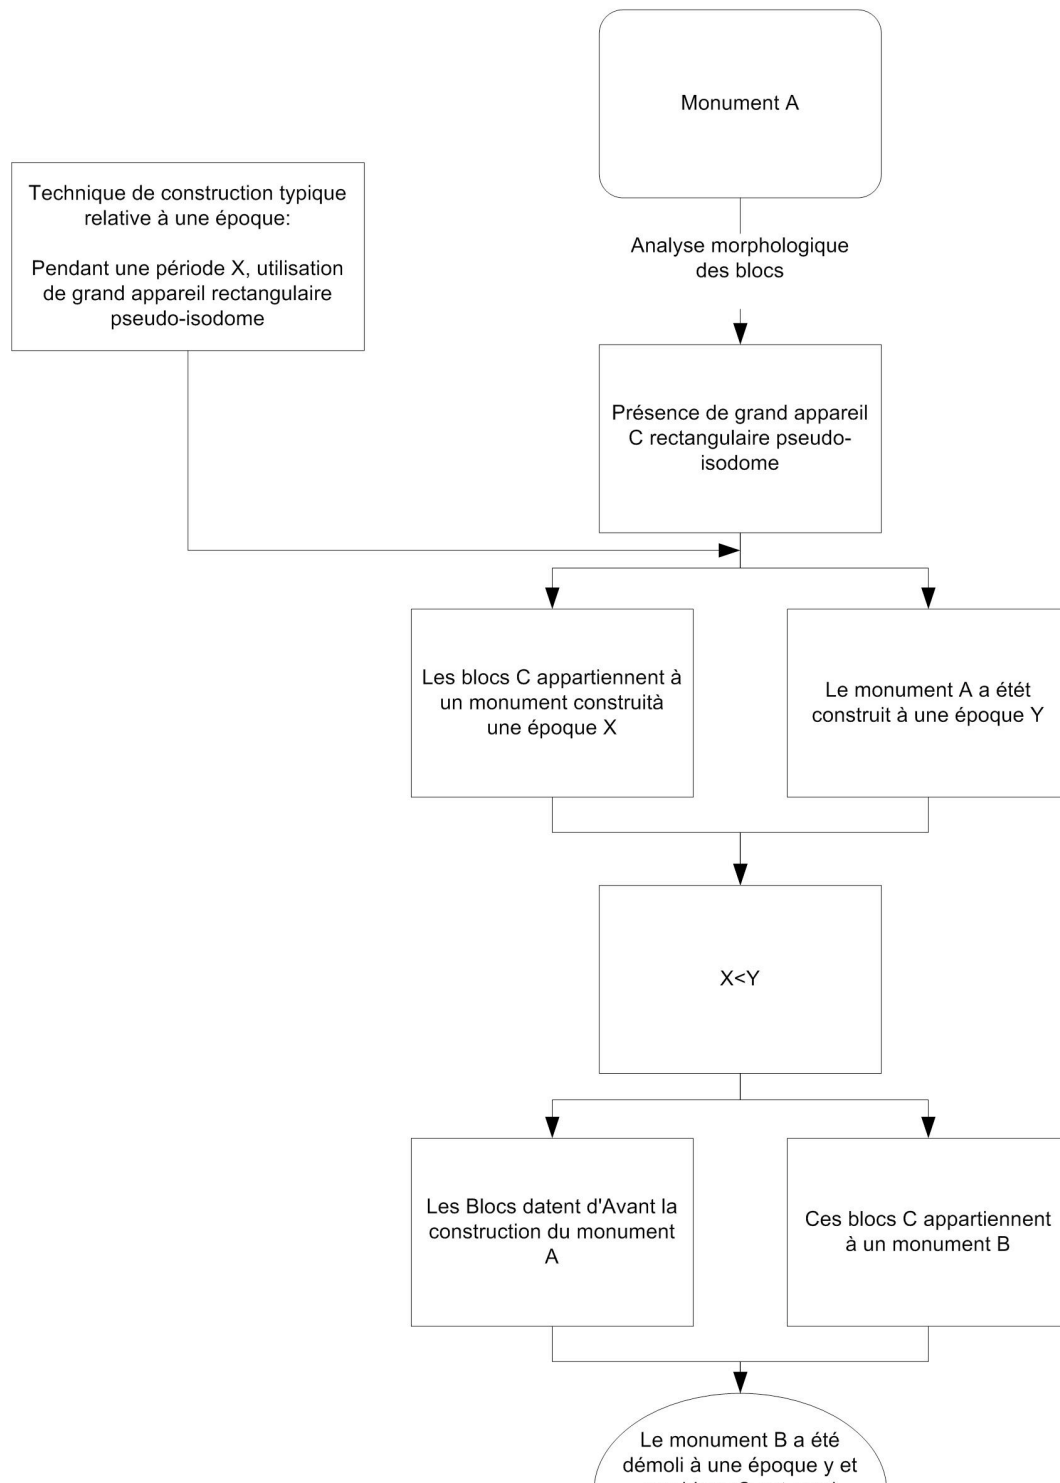 Monument A
Technique de construction typique
relative à une époque:
Pendant une période X, utilisation
de grand appareil rectangulaire
pseudo-isodome
Analyse morphologique
des blocs
Présence de grand appareil
C rectangulaire pseudo-
isodome
Les blocs C appartiennent à
un monument construità
une époque X
Le monument A a étét
construit à une époque Y
X<Y
Les Blocs datent d'Avant la
construction du monument
A
Ces blocs C appartiennent
à un monument B
Le monument B a été
démoli à une époque y et